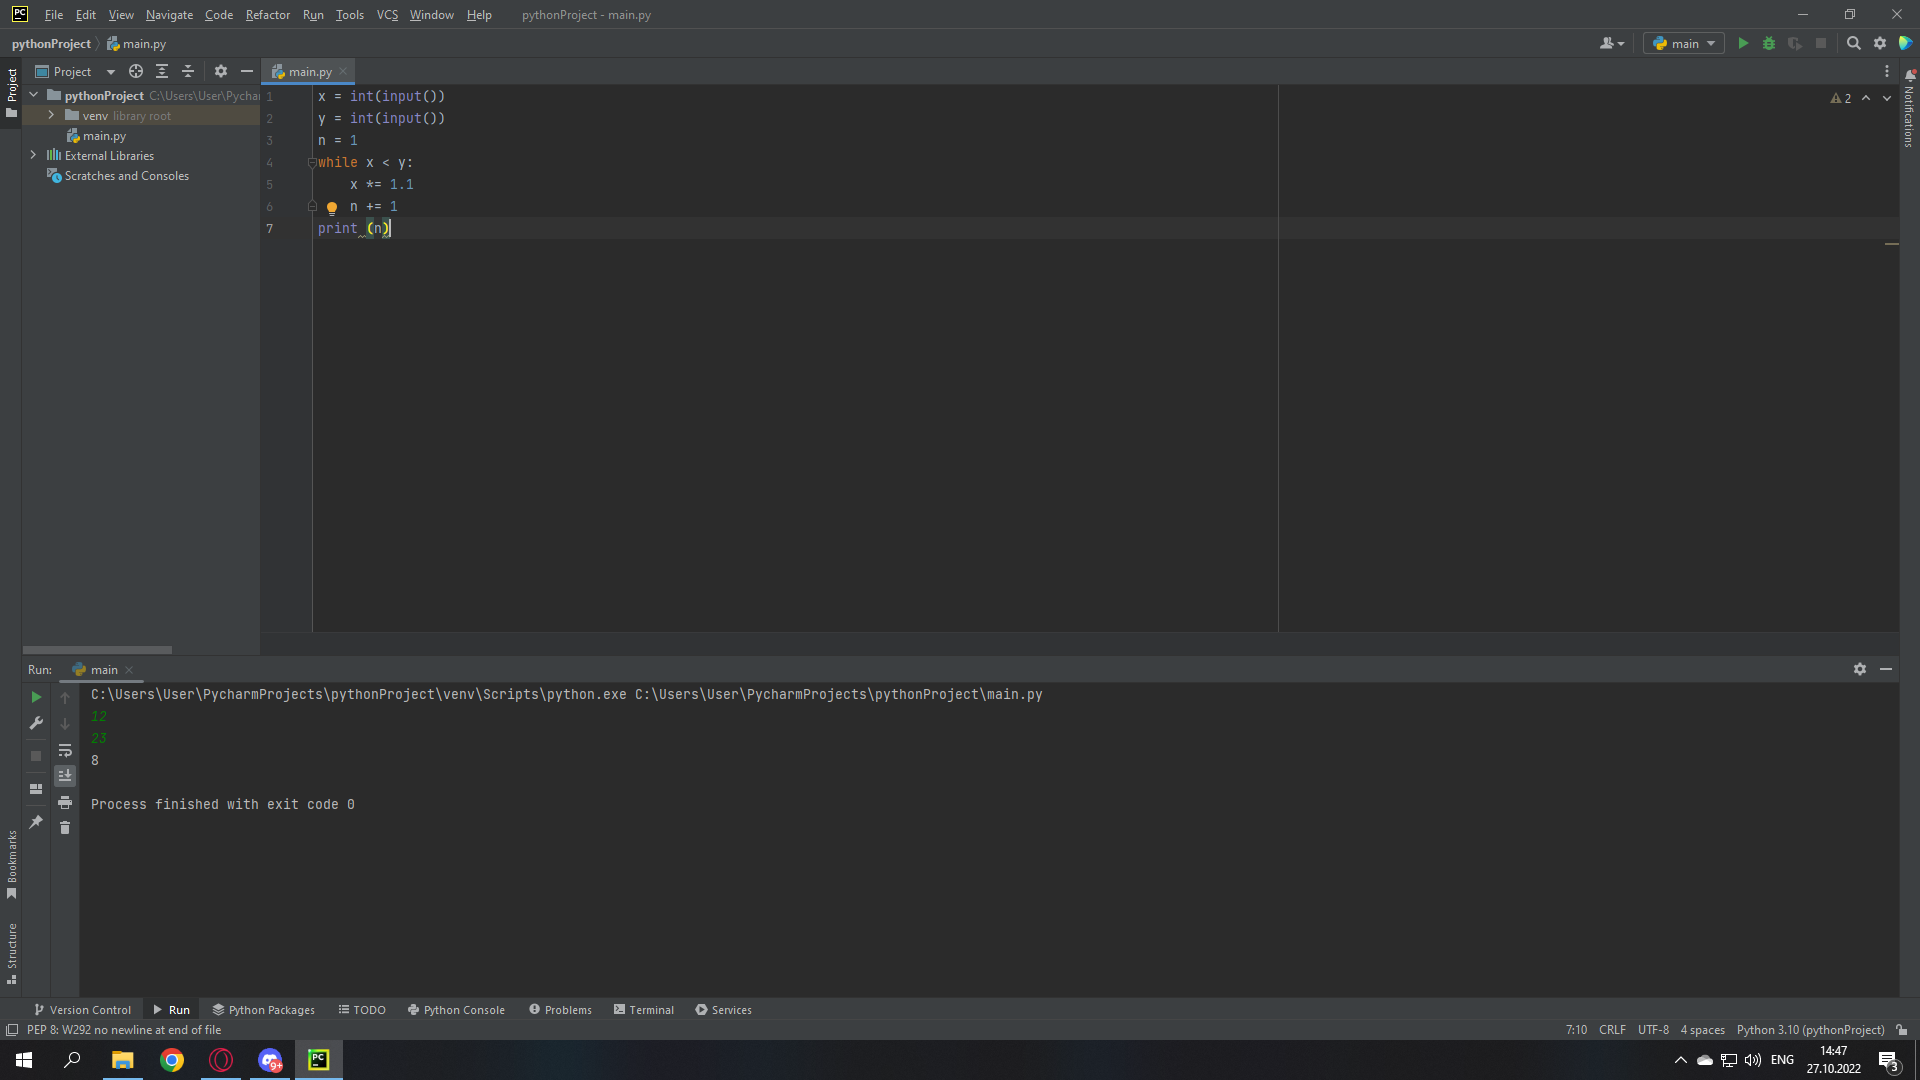 PC File Edit View Navigate Code Refactor Run Tools VCS Window Help pythonProject - main.py
pythonProject main.py main
Project main.py
Project
pythonProject C:\Users\User\Pychar
venv library root
main.py
External Libraries
Scratches and Consoles
1 x = int(input())
2 y = int(input())
3 n = 1
4 while x < y:
5 x *= 1.1
6 n += 1
7 print (n)
2
Notifications
Run: main
C:\Users\User\PycharmProjects\pythonProject\venv\Scripts\python.exe C:\Users\User\PycharmProjects\pythonProject\main.py
12
23
8
Process finished with exit code 0
Bookmarks
Structure
Version Control Run Python Packages TODO Python Console Problems Terminal Services
PEP 8: W292 no newline at end of file 7:10 CRLF UTF-8 4 spaces Python 3.10 (pythonProject)
9+ PC ENG 14:47
27.10.2022 3